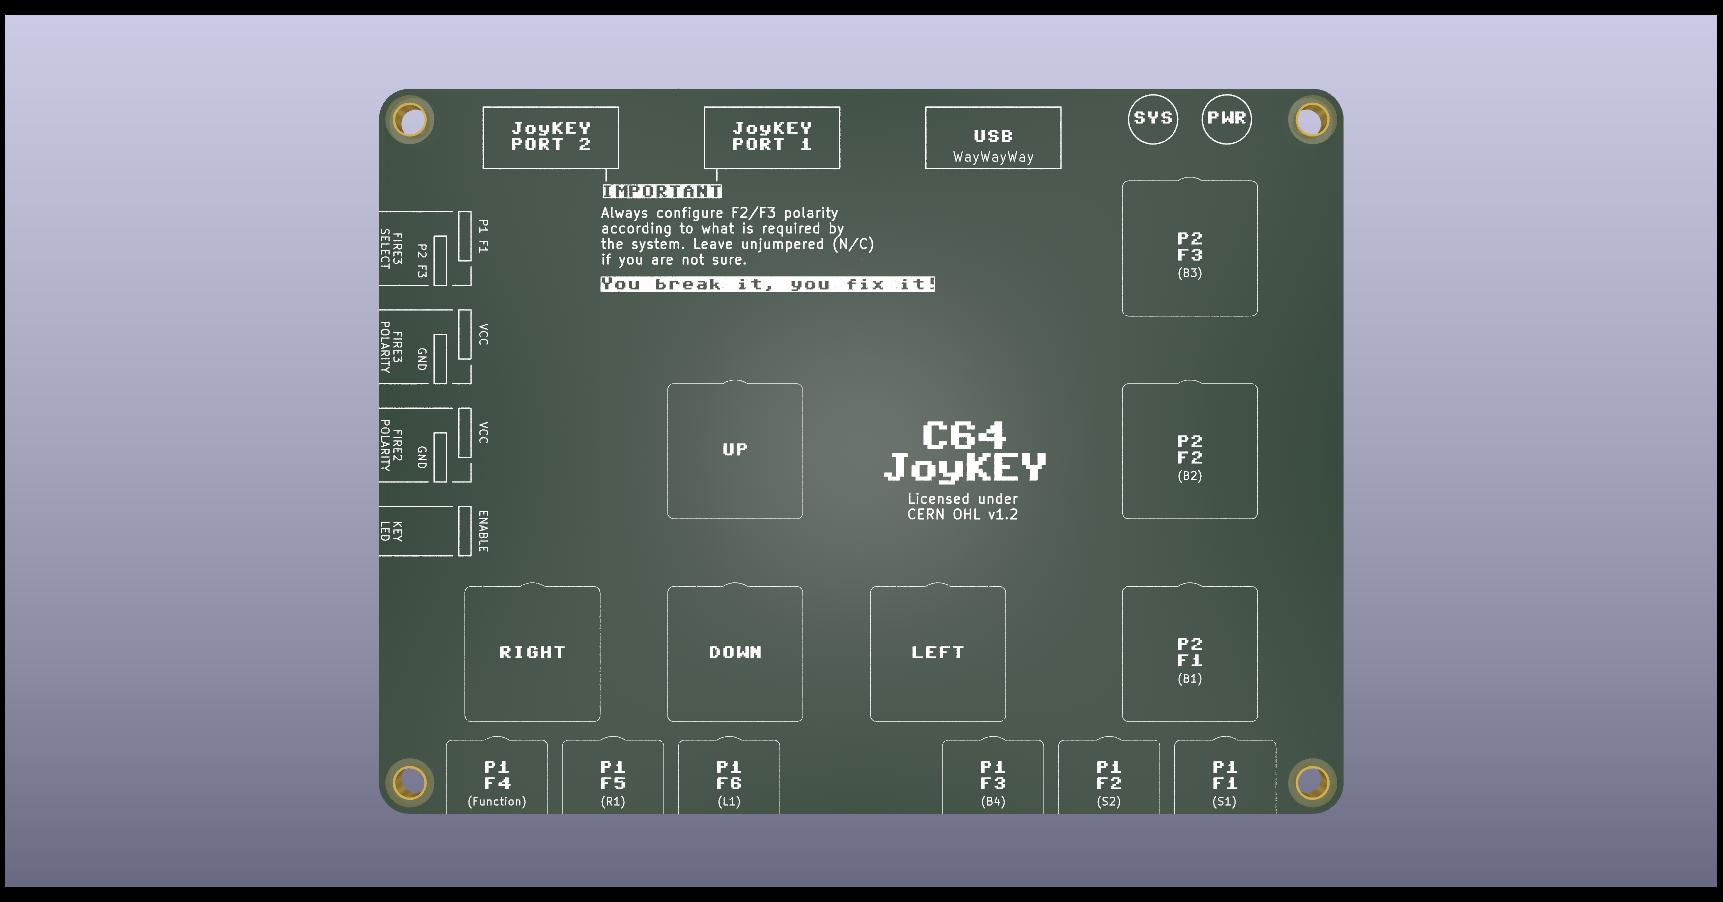 JoyKEY
PORT 2
JoyKEY
PORT 1
USB
WayWayWay
SYS
PWR
IMPORTANT
Always configure F2/F3 polarity
according to what is required by
the system. Leave unjumpered (N/C)
if you are not sure.
You break it, you fix it!
P1 F1
P2 F3
FIRE3
SELECT
VCC
GND
FIRE3
POLARITY
VCC
GND
FIRE2
POLARITY
ENABLE
KEY
LED
P2
F3
(B3)
UP
C64
JoyKEY
Licensed under
CERN OHL v1.2
P2
F2
(B2)
RIGHT
DOWN
LEFT
P2
F1
(B1)
P1
F4
(Function)
P1
F5
(R1)
P1
F6
(L1)
P1
F3
(B4)
P1
F2
(S2)
P1
F1
(S1)